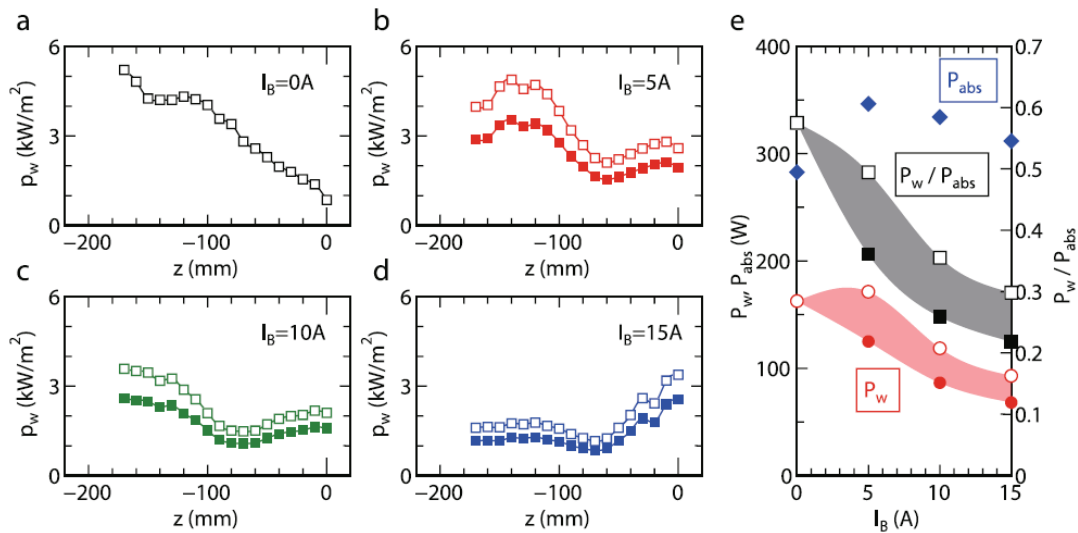 a
6
3
0
p_w (kW/m²)
I_B=0A
−200
−100
0
z (mm)
b
6
3
0
p_w (kW/m²)
I_B=5A
−200
−100
0
z (mm)
c
6
3
0
p_w (kW/m²)
I_B=10A
−200
−100
0
z (mm)
d
6
3
0
p_w (kW/m²)
I_B=15A
−200
−100
0
z (mm)
e
400
350
300
250
200
150
100
50
0
P_w, P_abs (W)
P_abs
P_w / P_abs
P_w
0.7
0.6
0.5
0.4
0.3
0.2
0.1
0
P_w / P_abs
0
5
10
15
I_B (A)